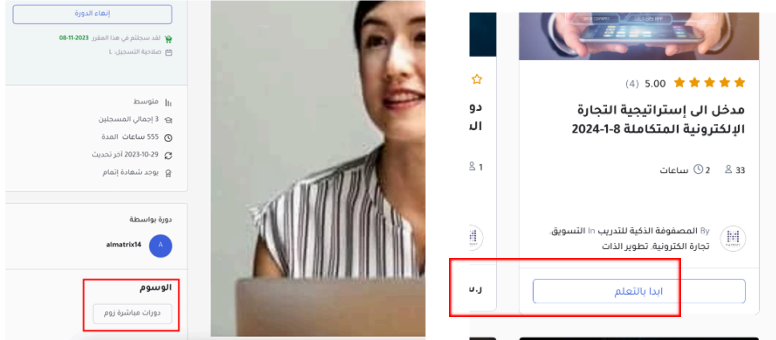 إنهاء الدورة
لقد سجلتم في هذا المقرر 2023-11-08
صلاحية التسجيل: ٤
متوسط
3 إجمالي المسجلين
555 ساعات المدة
2023-10-29 آخر تحديث
يوجد شهادة إتمام
دورة بواسطة
A almatrix14
الوسوم
دورات مباشرة زوم
5.00 (4)
مدخل الى إستراتيجية التجارة
الإلكترونية المتكاملة 8-1-2024
33 2 ساعات
By المصفوفة الذكية للتدريب In التسويق,
تجارة الكترونية, تطوير الذات
ابدا بالتعلم
دو
ال
1
ر.س